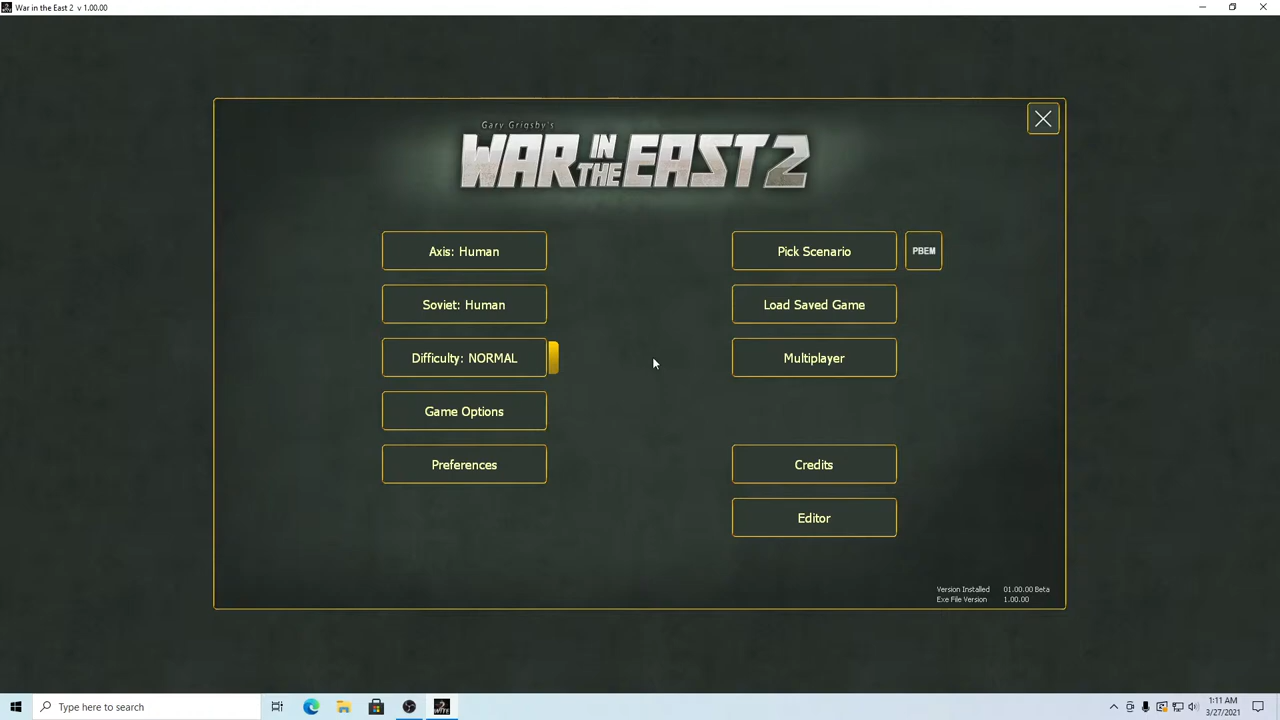 War in the East 2 v 1.00.00
Gary Grigsby's
WAR IN THE EAST 2
Axis: Human
Soviet: Human
Difficulty: NORMAL
Game Options
Preferences
Pick Scenario
PBEM
Load Saved Game
Multiplayer
Credits
Editor
Version Installed 01.00.00 Beta
Exe File Version 1.00.00
Type here to search
1:11 AM
3/27/2021